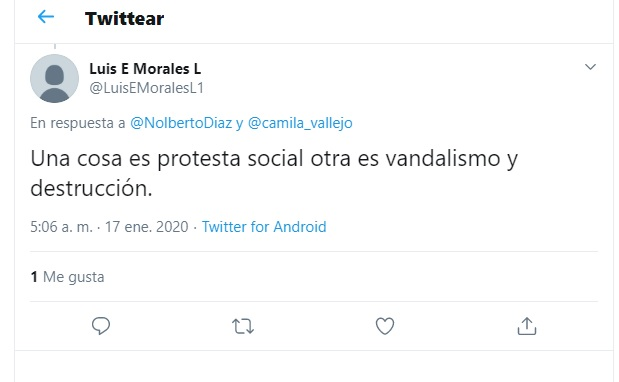 Twittear
Luis E Morales L
@LuisEMoralesL1
En respuesta a @NolbertoDiaz y @camila_vallejo
Una cosa es protesta social otra es vandalismo y
destrucción.
5:06 a. m. · 17 ene. 2020 · Twitter for Android
1 Me gusta